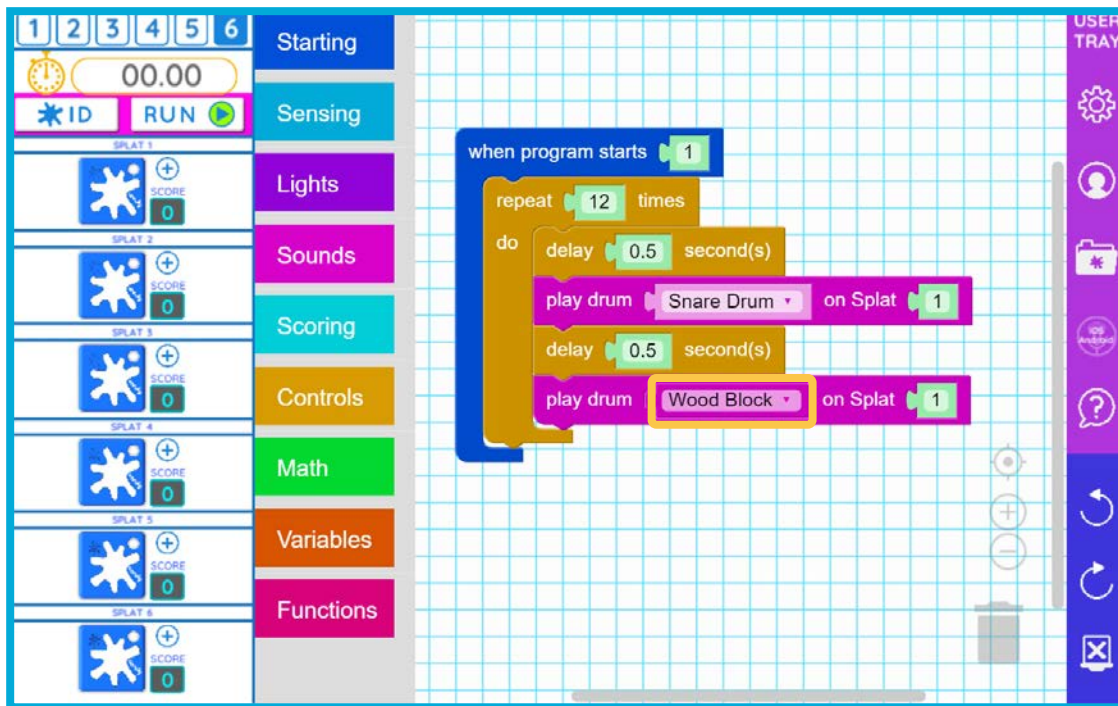 1 2 3 4 5 6
00.00
ID RUN
SPLAT 1
SCORE
0
SPLAT 2
SCORE
0
SPLAT 3
SCORE
0
SPLAT 4
SCORE
0
SPLAT 5
SCORE
0
SPLAT 6
SCORE
0
Starting
Sensing
Lights
Sounds
Scoring
Controls
Math
Variables
Functions
when program starts 1
repeat 12 times
do
delay 0.5 second(s)
play drum Snare Drum on Splat 1
delay 0.5 second(s)
play drum Wood Block on Splat 1
USER
TRAY
iOS
Android